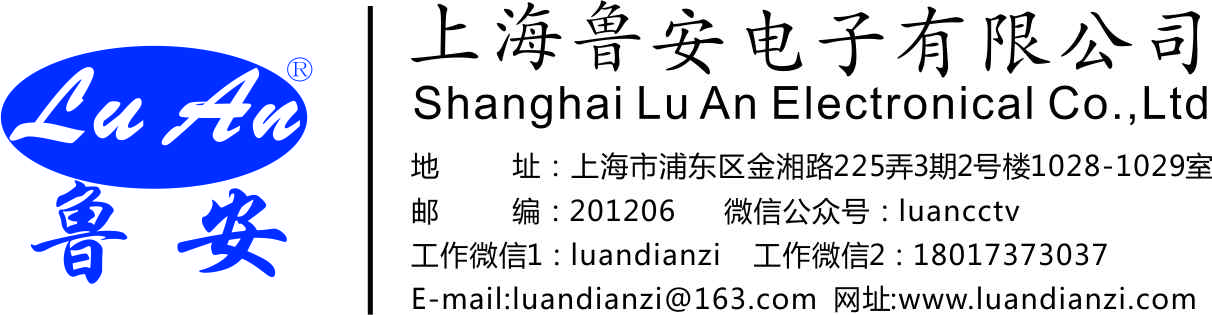 Lu An®
鲁安
上海鲁安电子有限公司
Shanghai Lu An Electronical Co.,Ltd
地 址：上海市浦东区金湘路225弄3期2号楼1028-1029室
邮 编：201206 微信公众号：luancctv
工作微信1：luandianzi 工作微信2：18017373037
E-mail:luandianzi@163.com 网址:www.luandianzi.com